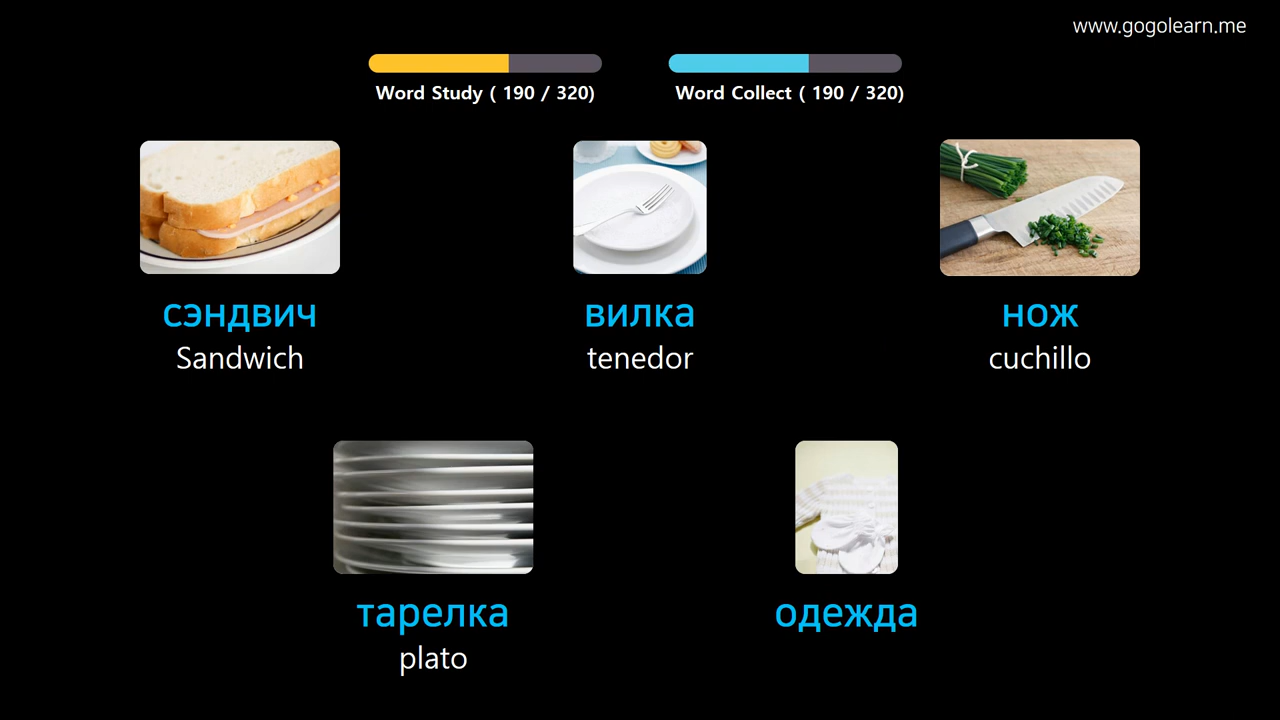 www.gogolearn.me
Word Study ( 190 / 320)
Word Collect ( 190 / 320)
сэндвич
Sandwich
вилка
tenedor
нож
cuchillo
тарелка
plato
одежда